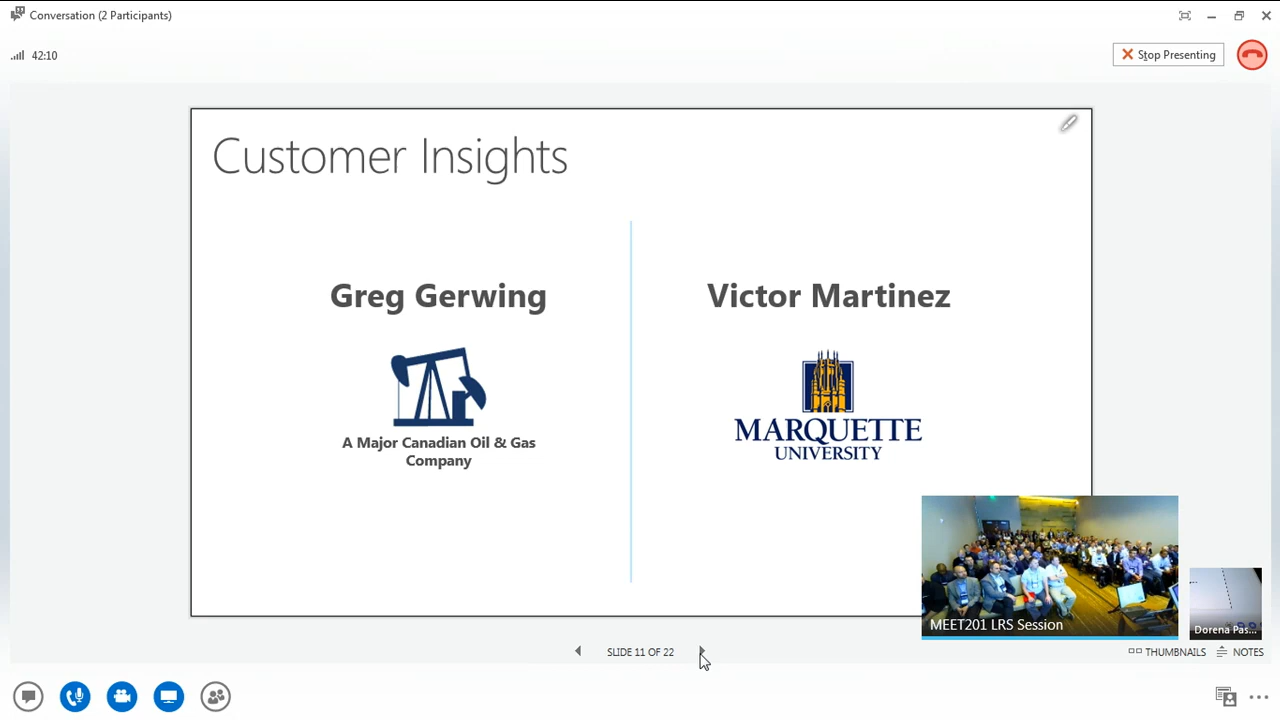 Conversation (2 Participants)
42:10
Stop Presenting
Customer Insights
Greg Gerwing
A Major Canadian Oil & Gas
Company
Victor Martinez
MARQUETTE
UNIVERSITY
MEET201 LRS Session
Dorena Pas...
SLIDE 11 OF 22
THUMBNAILS
NOTES